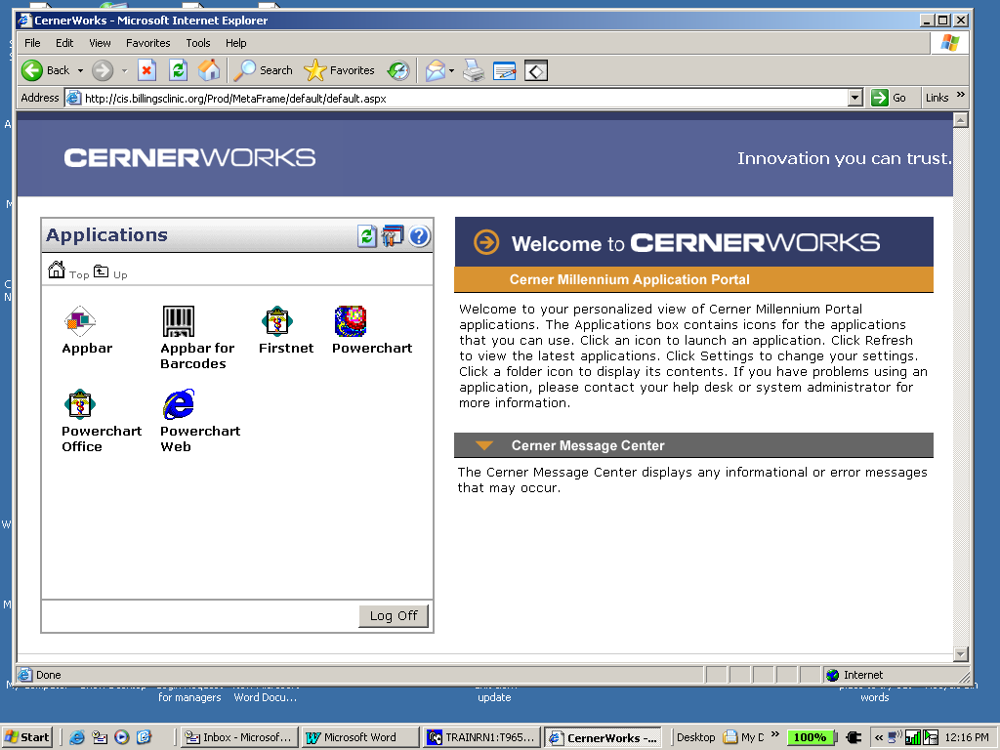 CernerWorks - Microsoft Internet Explorer
File Edit View Favorites Tools Help
Back Search Favorites
Address http://cis.billingsclinic.org/Prod/MetaFrame/default/default.aspx Go Links »
CERNERWORKS
Innovation you can trust.
Applications
Top Up
Appbar
Appbar for
Barcodes
Firstnet
Powerchart
Powerchart
Office
Powerchart
Web
Log Off
Welcome to CERNERWORKS
Cerner Millennium Application Portal
Welcome to your personalized view of Cerner Millennium Portal
applications. The Applications box contains icons for the applications
that you can use. Click an icon to launch an application. Click Refresh
to view the latest applications. Click Settings to change your settings.
Click a folder icon to display its contents. If you have problems using an
application, please contact your help desk or system administrator for
more information.
Cerner Message Center
The Cerner Message Center displays any informational or error messages
that may occur.
Done Internet
for managers
Word Docu...
update
words
Start Inbox - Microsof... Microsoft Word TRAINRN1:T965... CernerWorks -... Desktop My D » 100% « 12:16 PM